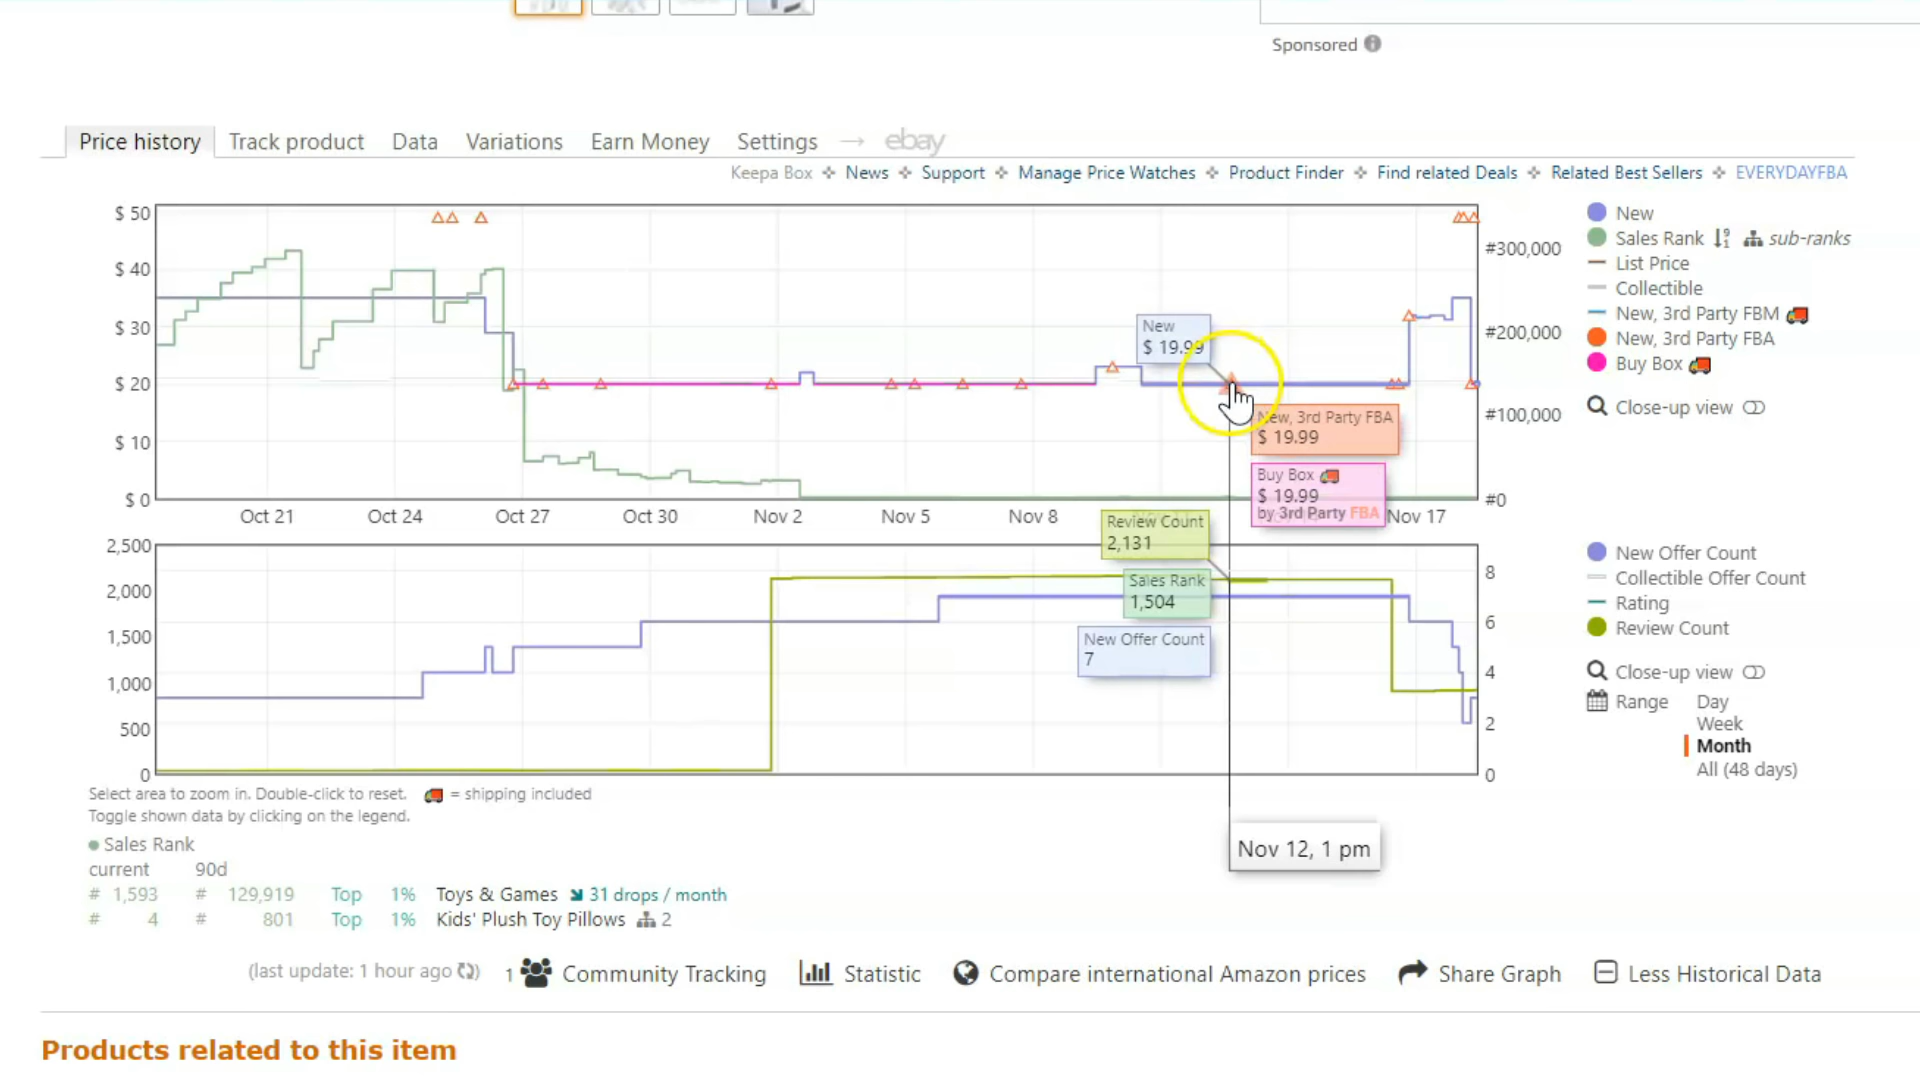 Sponsored
Price history Track product Data Variations Earn Money Settings → ebay
Keepa Box News Support Manage Price Watches Product Finder Find related Deals Related Best Sellers EVERYDAYFBA
$ 50
$ 40
$ 30
$ 20
$ 10
$ 0
#300,000
#200,000
#100,000
#0
New
$ 19.99
New, 3rd Party FBA
$ 19.99
Buy Box
$ 19.99
by 3rd Party FBA
Oct 21 Oct 24 Oct 27 Oct 30 Nov 2 Nov 5 Nov 8 Nov 17
New
Sales Rank sub-ranks
List Price
Collectible
New, 3rd Party FBM
New, 3rd Party FBA
Buy Box
Close-up view
2,500
2,000
1,500
1,000
500
0
8
6
4
2
0
Review Count
2,131
Sales Rank
1,504
New Offer Count
7
New Offer Count
Collectible Offer Count
Rating
Review Count
Close-up view
Range Day
Week
Month
All (48 days)
Nov 12, 1 pm
Select area to zoom in. Double-click to reset. = shipping included
Toggle shown data by clicking on the legend.
Sales Rank
current 90d
# 1,593 # 129,919 Top 1% Toys & Games 31 drops / month
# 4 # 801 Top 1% Kids' Plush Toy Pillows 2
(last update: 1 hour ago ) 1 Community Tracking Statistic Compare international Amazon prices Share Graph Less Historical Data
Products related to this item